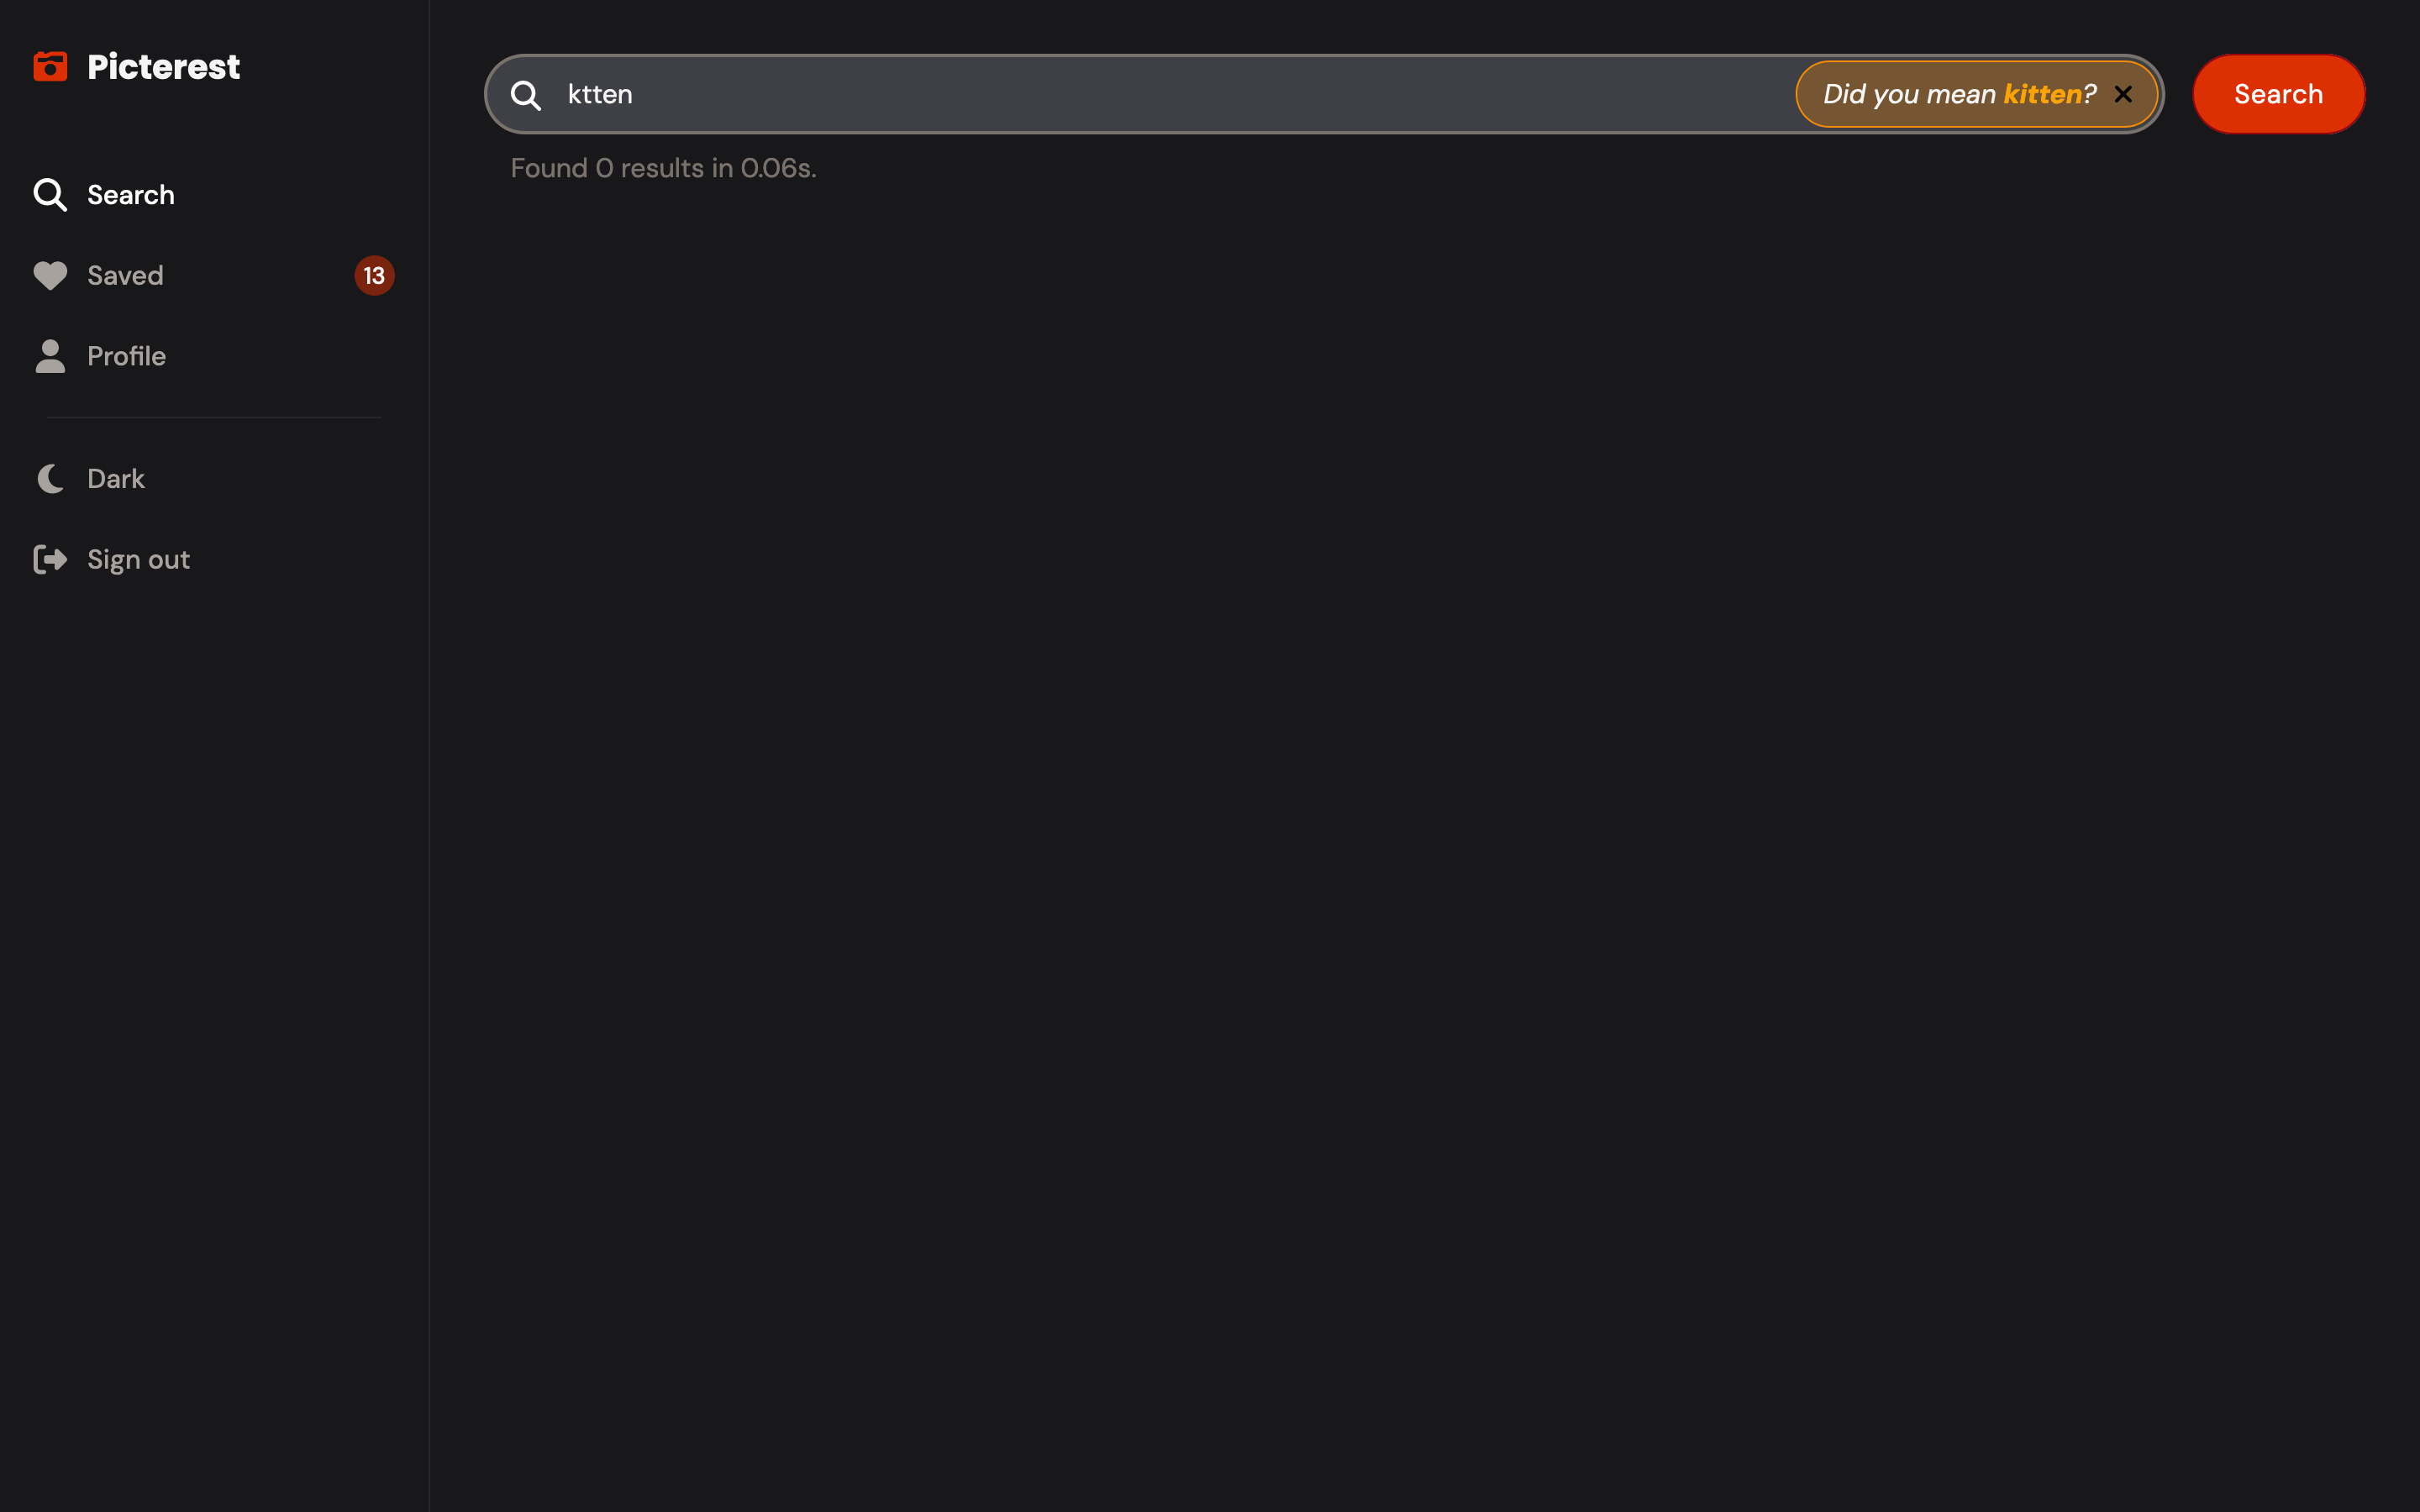 Picterest
Search
Saved 13
Profile
Dark
Sign out
ktten
Did you mean kitten?
Search
Found 0 results in 0.06s.